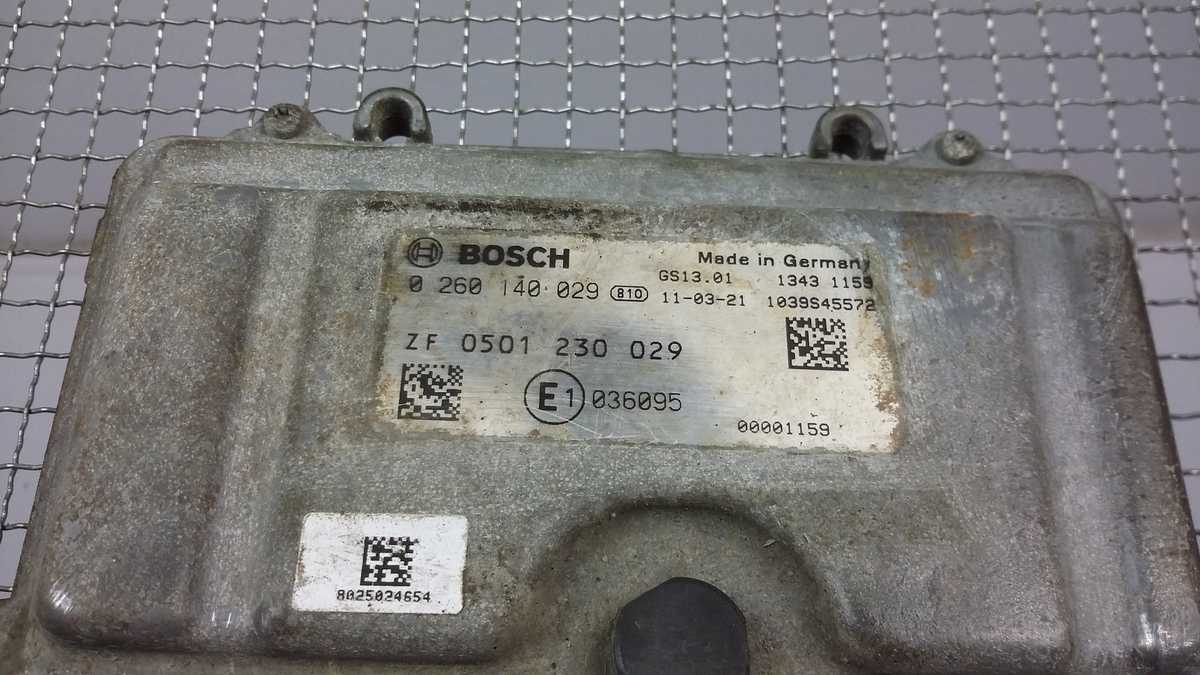 BOSCH Made in Germany
0 260 140 029 810 GS13.01 1343 1159
11-03-21 1039S45572
ZF 0501 230 029
E1 036095
00001159
8025024654